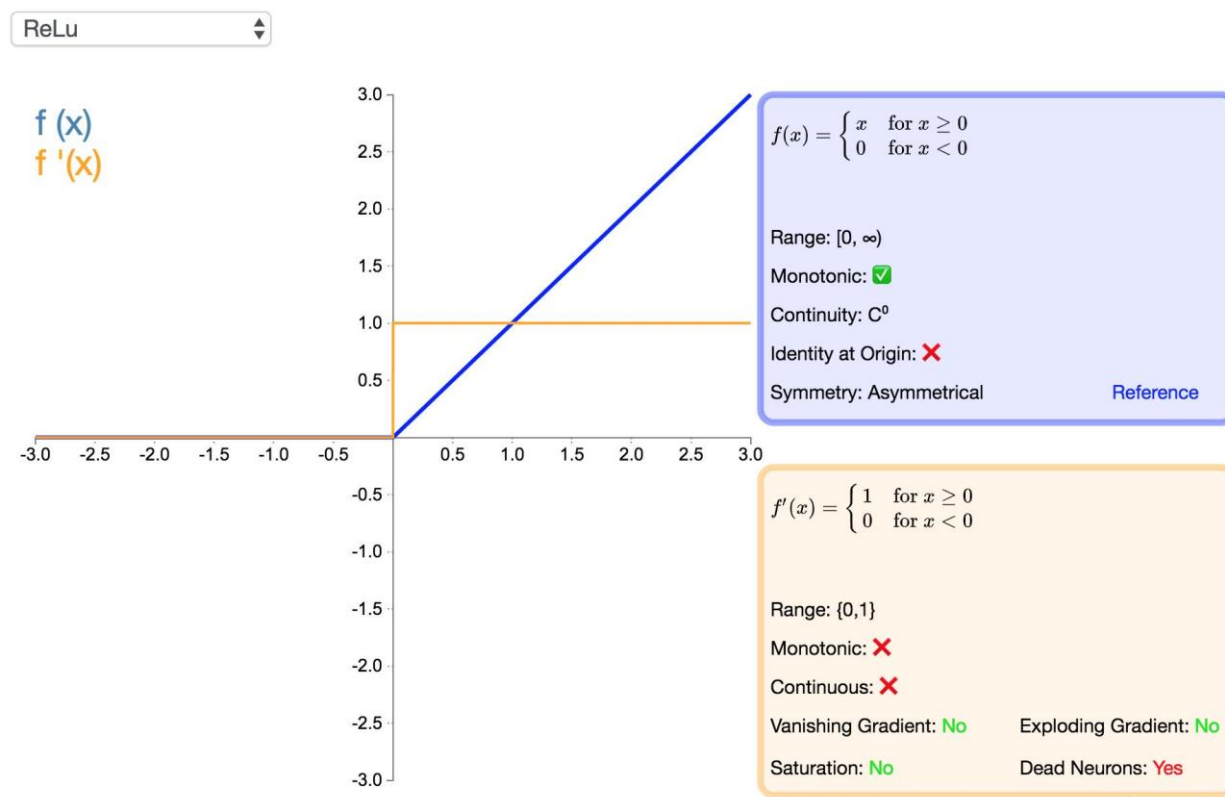 ReLu
f (x)
f '(x)
3.0
2.5
2.0
1.5
1.0
0.5
-3.0 -2.5 -2.0 -1.5 -1.0 -0.5 0.5 1.0 1.5 2.0 2.5 3.0
-0.5
-1.0
-1.5
-2.0
-2.5
-3.0
f(x) = { x for x ≥ 0
0 for x < 0
Range: [0, ∞)
Monotonic: ✅
Continuity: C⁰
Identity at Origin: ❌
Symmetry: Asymmetrical Reference
f′(x) = { 1 for x ≥ 0
0 for x < 0
Range: {0,1}
Monotonic: ❌
Continuous: ❌
Vanishing Gradient: No Exploding Gradient: No
Saturation: No Dead Neurons: Yes